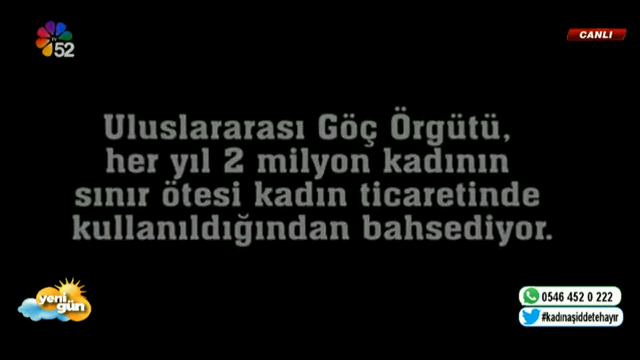 TV
52
CANLI
Uluslararası Göç Örgütü,
her yıl 2 milyon kadının
sınır ötesi kadın ticaretinde
kullanıldığından bahsediyor.
yeni
gün
0546 452 0 222
#kadınaşiddetehayır